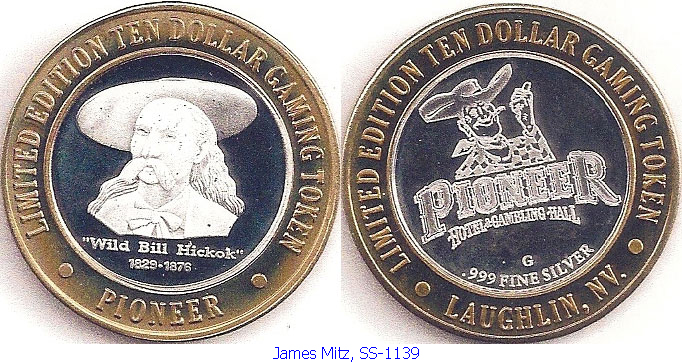 LIMITED EDITION TEN DOLLAR GAMING TOKEN
"Wild Bill Hickok"
1829-1876
• PIONEER •
LIMITED EDITION TEN DOLLAR GAMING TOKEN
PIONEER
HOTEL & GAMBLING HALL
G
.999 FINE SILVER
• LAUGHLIN, NV. •
James Mitz, SS-1139